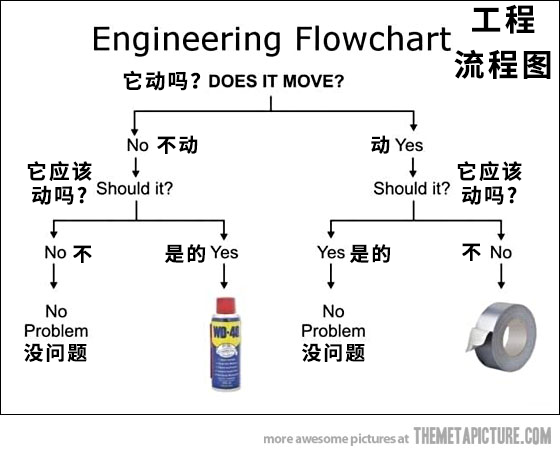 Engineering Flowchart
工程
流程图
它动吗？ DOES IT MOVE?
No 不动
动 Yes
它应该
动吗？
Should it?
Should it?
它应该
动吗？
No 不
是的 Yes
Yes 是的
不 No
No
Problem
没问题
WD-40
No
Problem
没问题
more awesome pictures at THEMETAPICTURE.COM